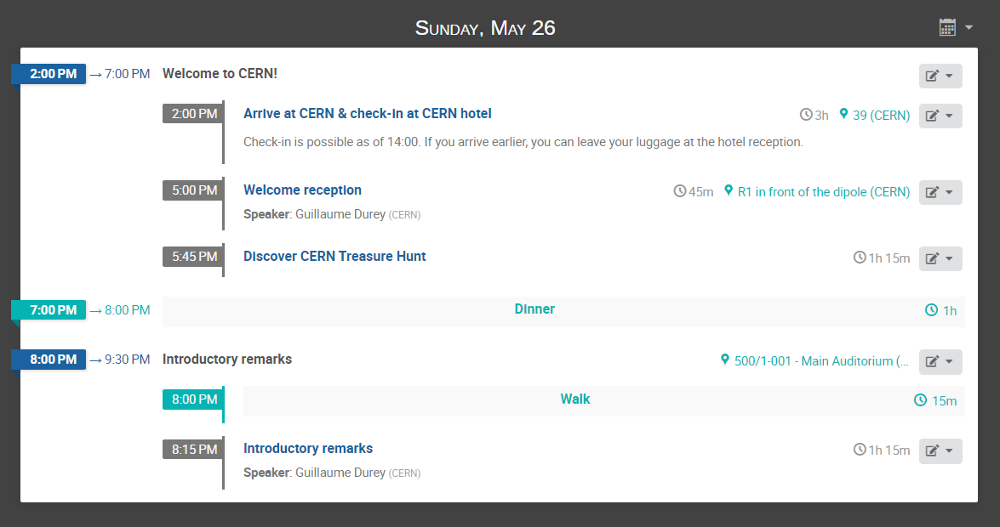 Sunday, May 26
2:00 PM → 7:00 PM Welcome to CERN!
2:00 PM Arrive at CERN & check-in at CERN hotel 3h 39 (CERN)
Check-in is possible as of 14:00. If you arrive earlier, you can leave your luggage at the hotel reception.
5:00 PM Welcome reception 45m R1 in front of the dipole (CERN)
Speaker: Guillaume Durey (CERN)
5:45 PM Discover CERN Treasure Hunt 1h 15m
7:00 PM → 8:00 PM Dinner 1h
8:00 PM → 9:30 PM Introductory remarks 500/1-001 - Main Auditorium (...
8:00 PM Walk 15m
8:15 PM Introductory remarks 1h 15m
Speaker: Guillaume Durey (CERN)